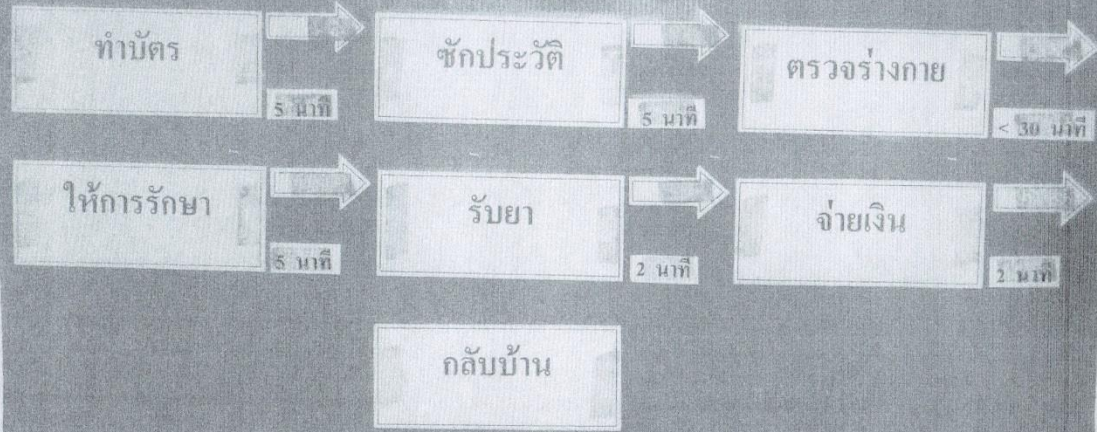 ทำบัตร
5 นาที
ซักประวัติ
5 นาที
ตรวจร่างกาย
< 30 นาที
ให้การรักษา
5 นาที
รับยา
2 นาที
จ่ายเงิน
2 นาที
กลับบ้าน